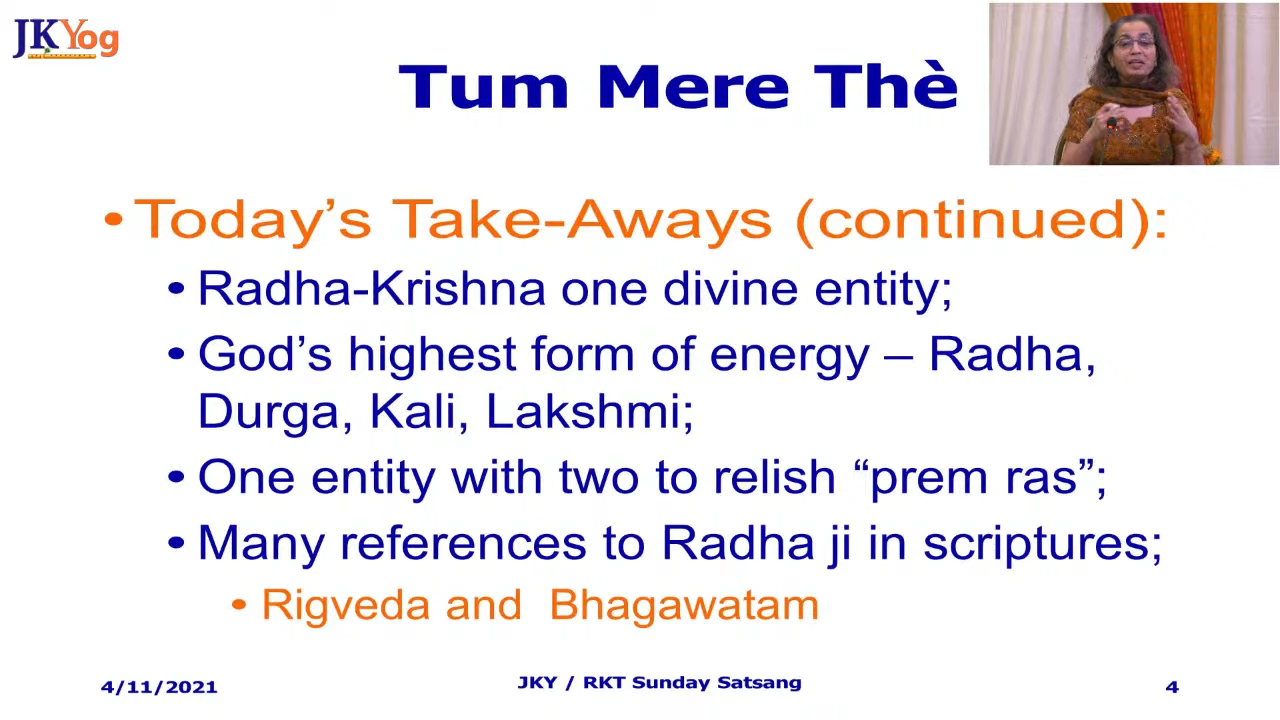 JKYog
Tum Mere Thè
• Today’s Take-Aways (continued):
• Radha-Krishna one divine entity;
• God’s highest form of energy – Radha,
Durga, Kali, Lakshmi;
• One entity with two to relish “prem ras”;
• Many references to Radha ji in scriptures;
• Rigveda and  Bhagawatam
4/11/2021
JKY / RKT Sunday Satsang
4